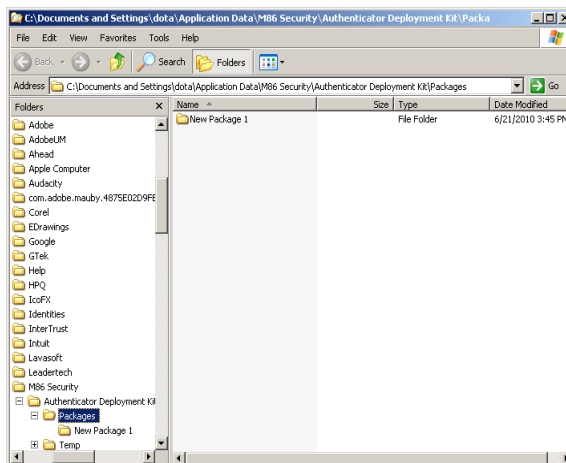 C:\Documents and Settings\dota\Application Data\M86 Security\Authenticator Deployment Kit\Packa
File Edit View Favorites Tools Help
Back Search Folders
Address C:\Documents and Settings\dota\Application Data\M86 Security\Authenticator Deployment Kit\Packages Go
Folders
Name Size Type Date Modified
New Package 1 File Folder 6/21/2010 3:45 PM
Adobe
AdobeUM
Ahead
Apple Computer
Audacity
com.adobe.mauby.4875E02D9FE
Corel
EDrawings
Google
GTek
Help
HPQ
IcoFX
Identities
InterTrust
Intuit
Lavasoft
Leadertech
M86 Security
Authenticator Deployment Kit
Packages
New Package 1
Temp